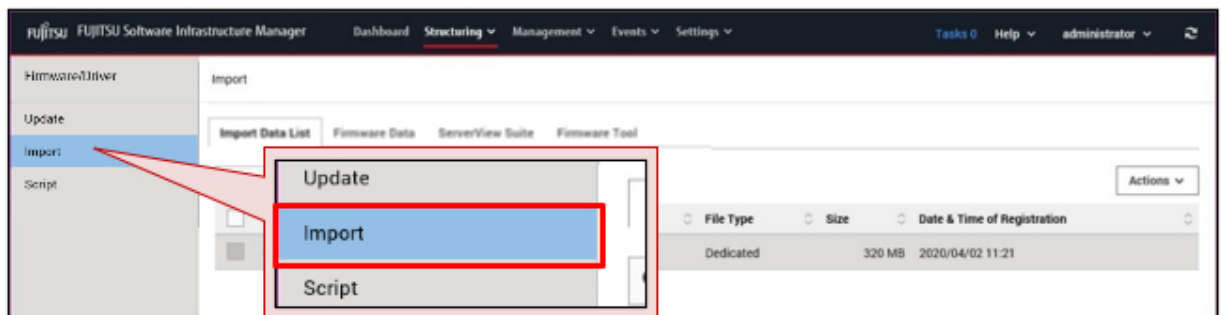 FUJITSU FUJITSU Software Infrastructure Manager Dashboard Structuring Management Events Settings Tasks 0 Help administrator
Firmware/Driver
Import
Update
Import
Script
Import Data List Firmware Data ServerView Suite Firmware Tool
Actions
File Type Size Date & Time of Registration
Dedicated 320 MB 2020/04/02 11:21
Update
Import
Script